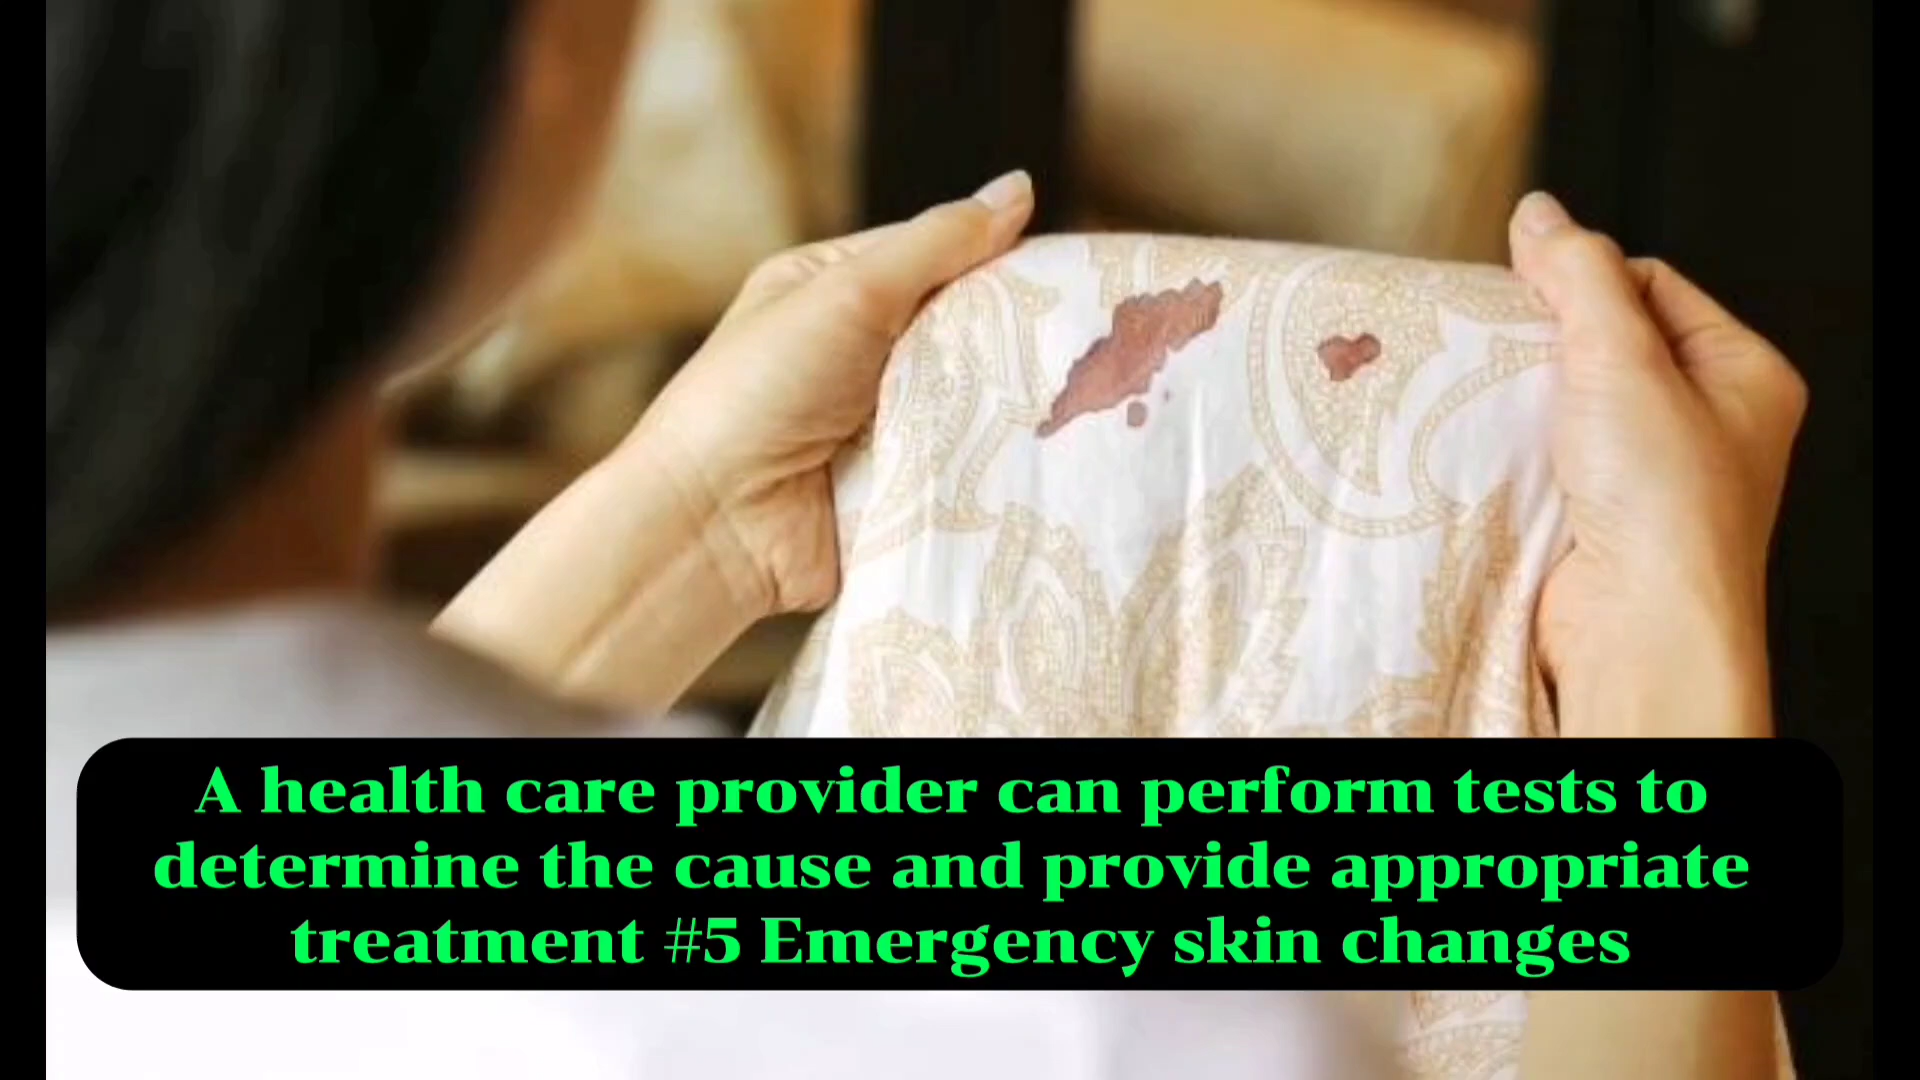 A health care provider can perform tests to
determine the cause and provide appropriate
treatment #5 Emergency skin changes